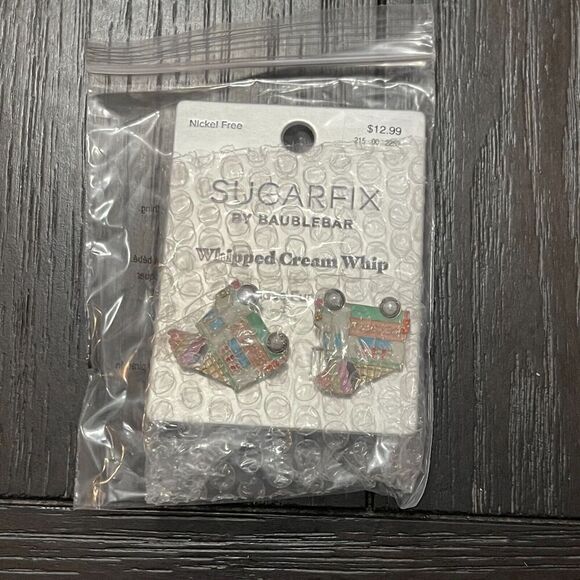 Nickel Free
$12.99
SUGARFIX
BY BAUBLEBAR
Whipped Cream Whip